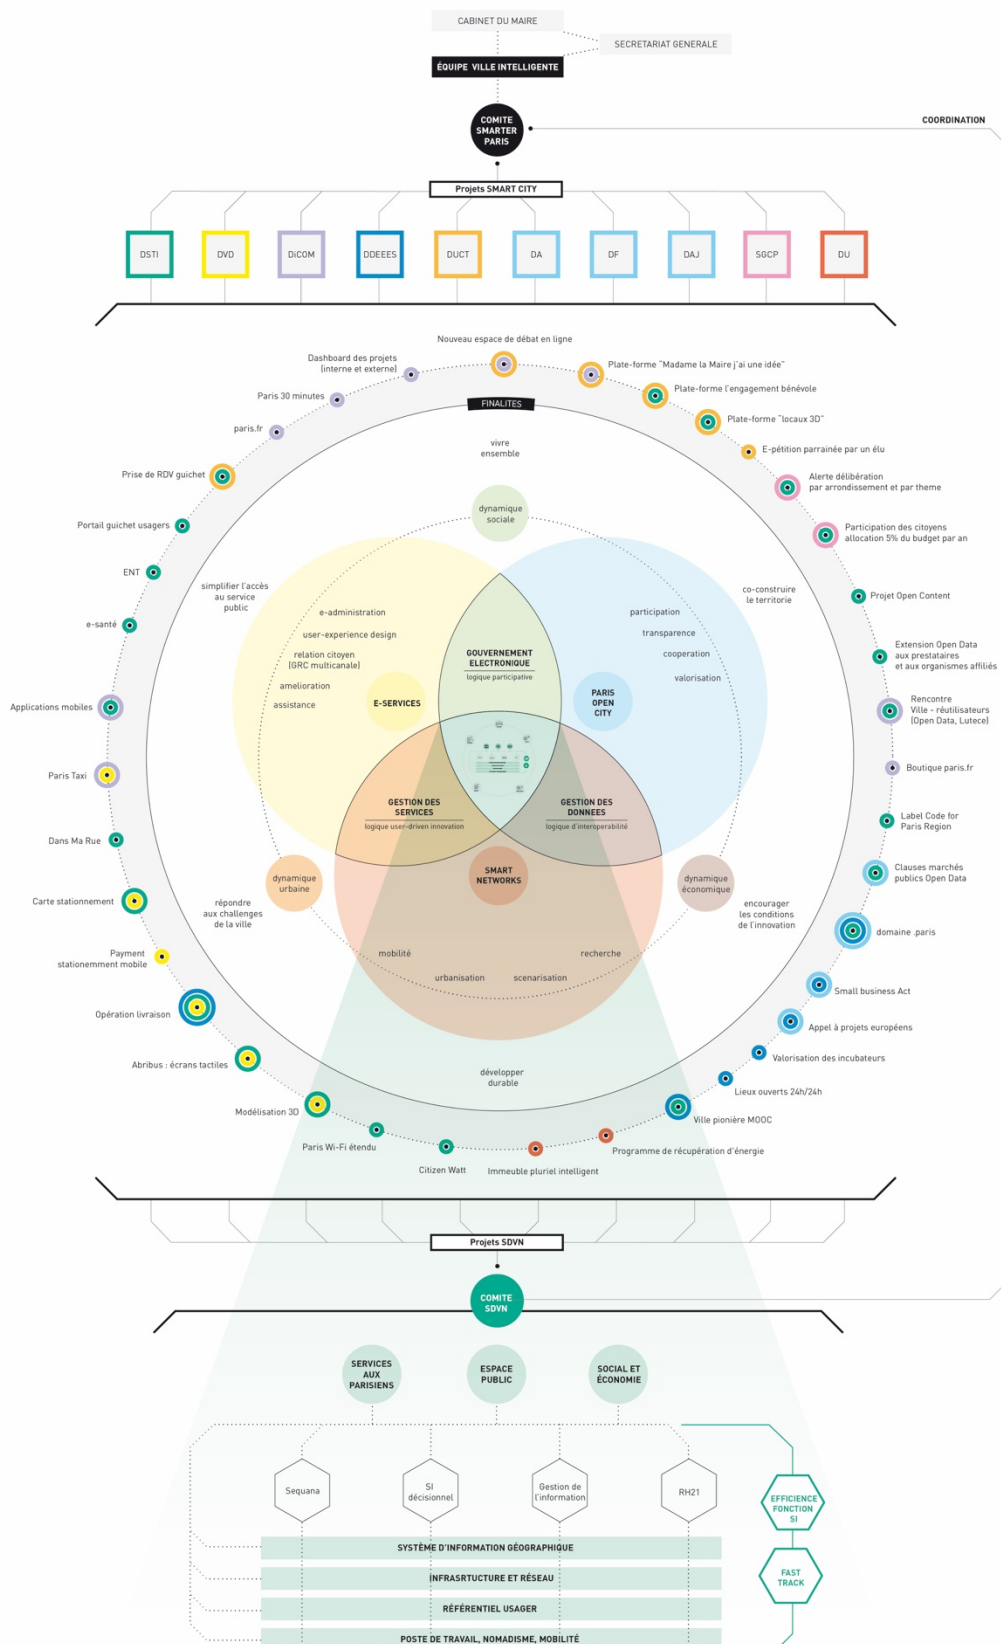 CABINET DU MAIRE
SECRETARIAT GENERALE
ÉQUIPE VILLE INTELLIGENTE
COMITE
SMARTER
PARIS
COORDINATION
Projets SMART CITY
DSTI
DVD
DiCOM
DDEEES
DUCT
DA
DF
DAJ
SGCP
DU
Nouveau espace de débat en ligne
Dashboard des projets
(interne et externe)
Plate-forme "Madame la Maire j'ai une idée"
Paris 30 minutes
Plate-forme l'engagement bénévole
FINALITES
paris.fr
Plate-forme "locaux 3D"
vivre
ensemble
E-pétition parrainée par un élu
Prise de RDV guichet
Alerte délibération
par arrondissement et par theme
dynamique
sociale
Portail guichet usagers
Participation des citoyens
allocation 5% du budget par an
ENT
simplifier l'accès
au service
public
co-construire
le territorie
Projet Open Content
e-santé
e-administration
user-experience design
relation citoyen
(GRC multicanale)
amelioration
assistance
participation
transparence
cooperation
valorisation
GOUVERNEMENT
ELECTRONIQUE
logique participative
Extension Open Data
aux prestataires
et aux organismes affiliés
E-SERVICES
PARIS
OPEN
CITY
Applications mobiles
Rencontre
Ville - réutilisateurs
(Open Data, Lutece)
Paris Taxi
Boutique paris.fr
GESTION DES
SERVICES
logique user-driven innovation
GESTION DES
DONNEES
logique d'interoperabilité
Dans Ma Rue
Label Code for
Paris Region
SMART
NETWORKS
dynamique
urbaine
dynamique
économique
Clauses marchés
publics Open Data
Carte stationnement
répondre
aux challenges
de la ville
encourager
les conditions
de l'innovation
domaine .paris
mobilité
recherche
Payment
stationemment mobile
urbanisation
scenarisation
Small business Act
Opération livraison
Appel à projets européens
Abribus : écrans tactiles
Valorisation des incubateurs
développer
durable
Lieux ouverts 24h/24h
Modélisation 3D
Ville pionière MOOC
Paris Wi-Fi étendu
Programme de récupération d'énergie
Citizen Watt
Immeuble pluriel intelligent
Projets SDVN
COMITE
SDVN
SERVICES
AUX
PARISIENS
ESPACE
PUBLIC
SOCIAL ET
ÉCONOMIE
Sequana
SI
décisionnel
Gestion de
l'information
RH21
EFFICIENCE
FONCTION
SI
SYSTÈME D'INFORMATION GÉOGRAPHIQUE
INFRASRTUCTURE ET RÉSEAU
FAST
TRACK
RÉFÉRENTIEL USAGER
POSTE DE TRAVAIL, NOMADISME, MOBILITÉ